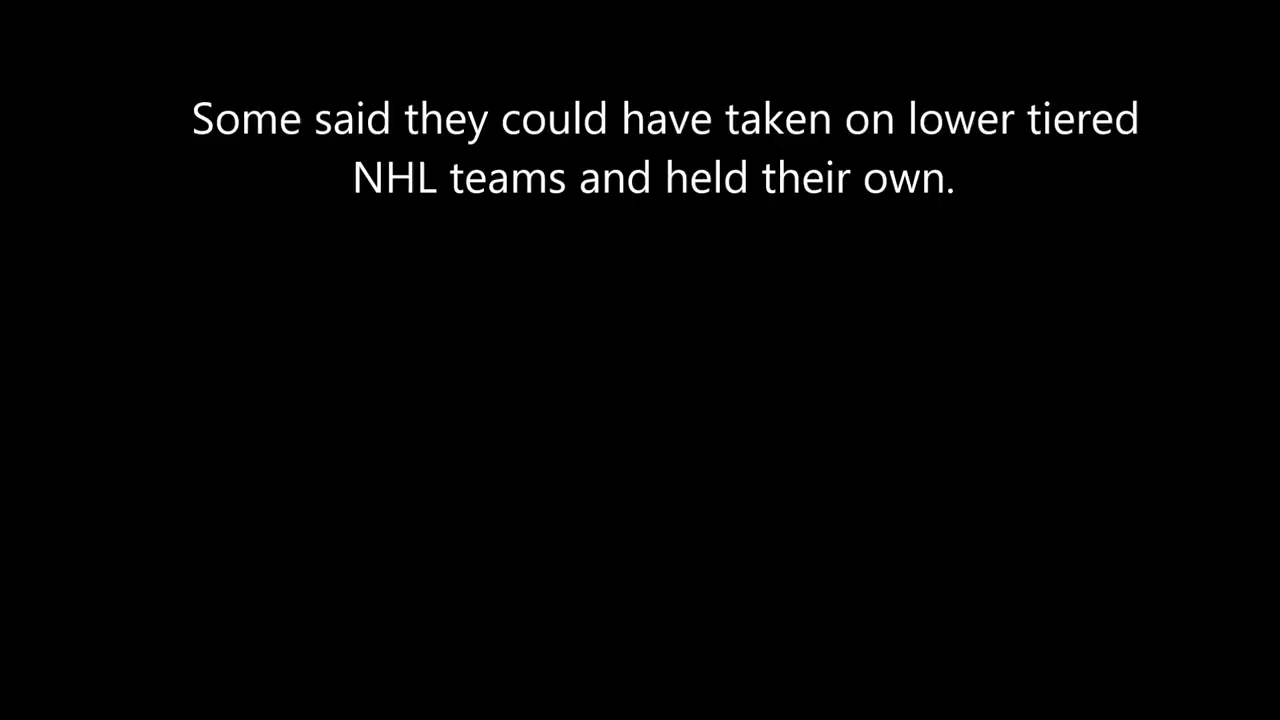 Some said they could have taken on lower tiered
NHL teams and held their own.